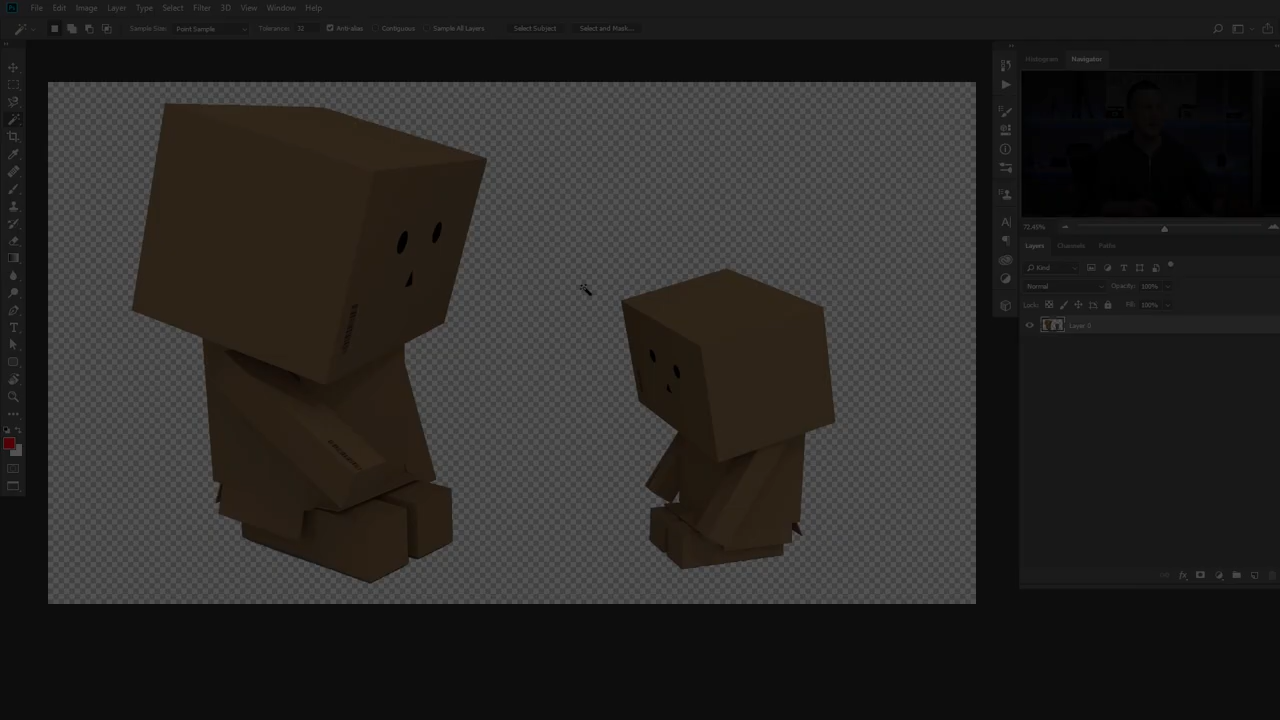 File Edit Image Layer Type Select Filter 3D View Window Help
Sample Size: Point Sample Tolerance: 32 Anti-alias Contiguous Sample All Layers Select Subject Select and Mask...
Histogram Navigator
72.45%
Layers Channels Paths
Kind
Normal Opacity: 100%
Lock: Fill: 100%
Layer 0